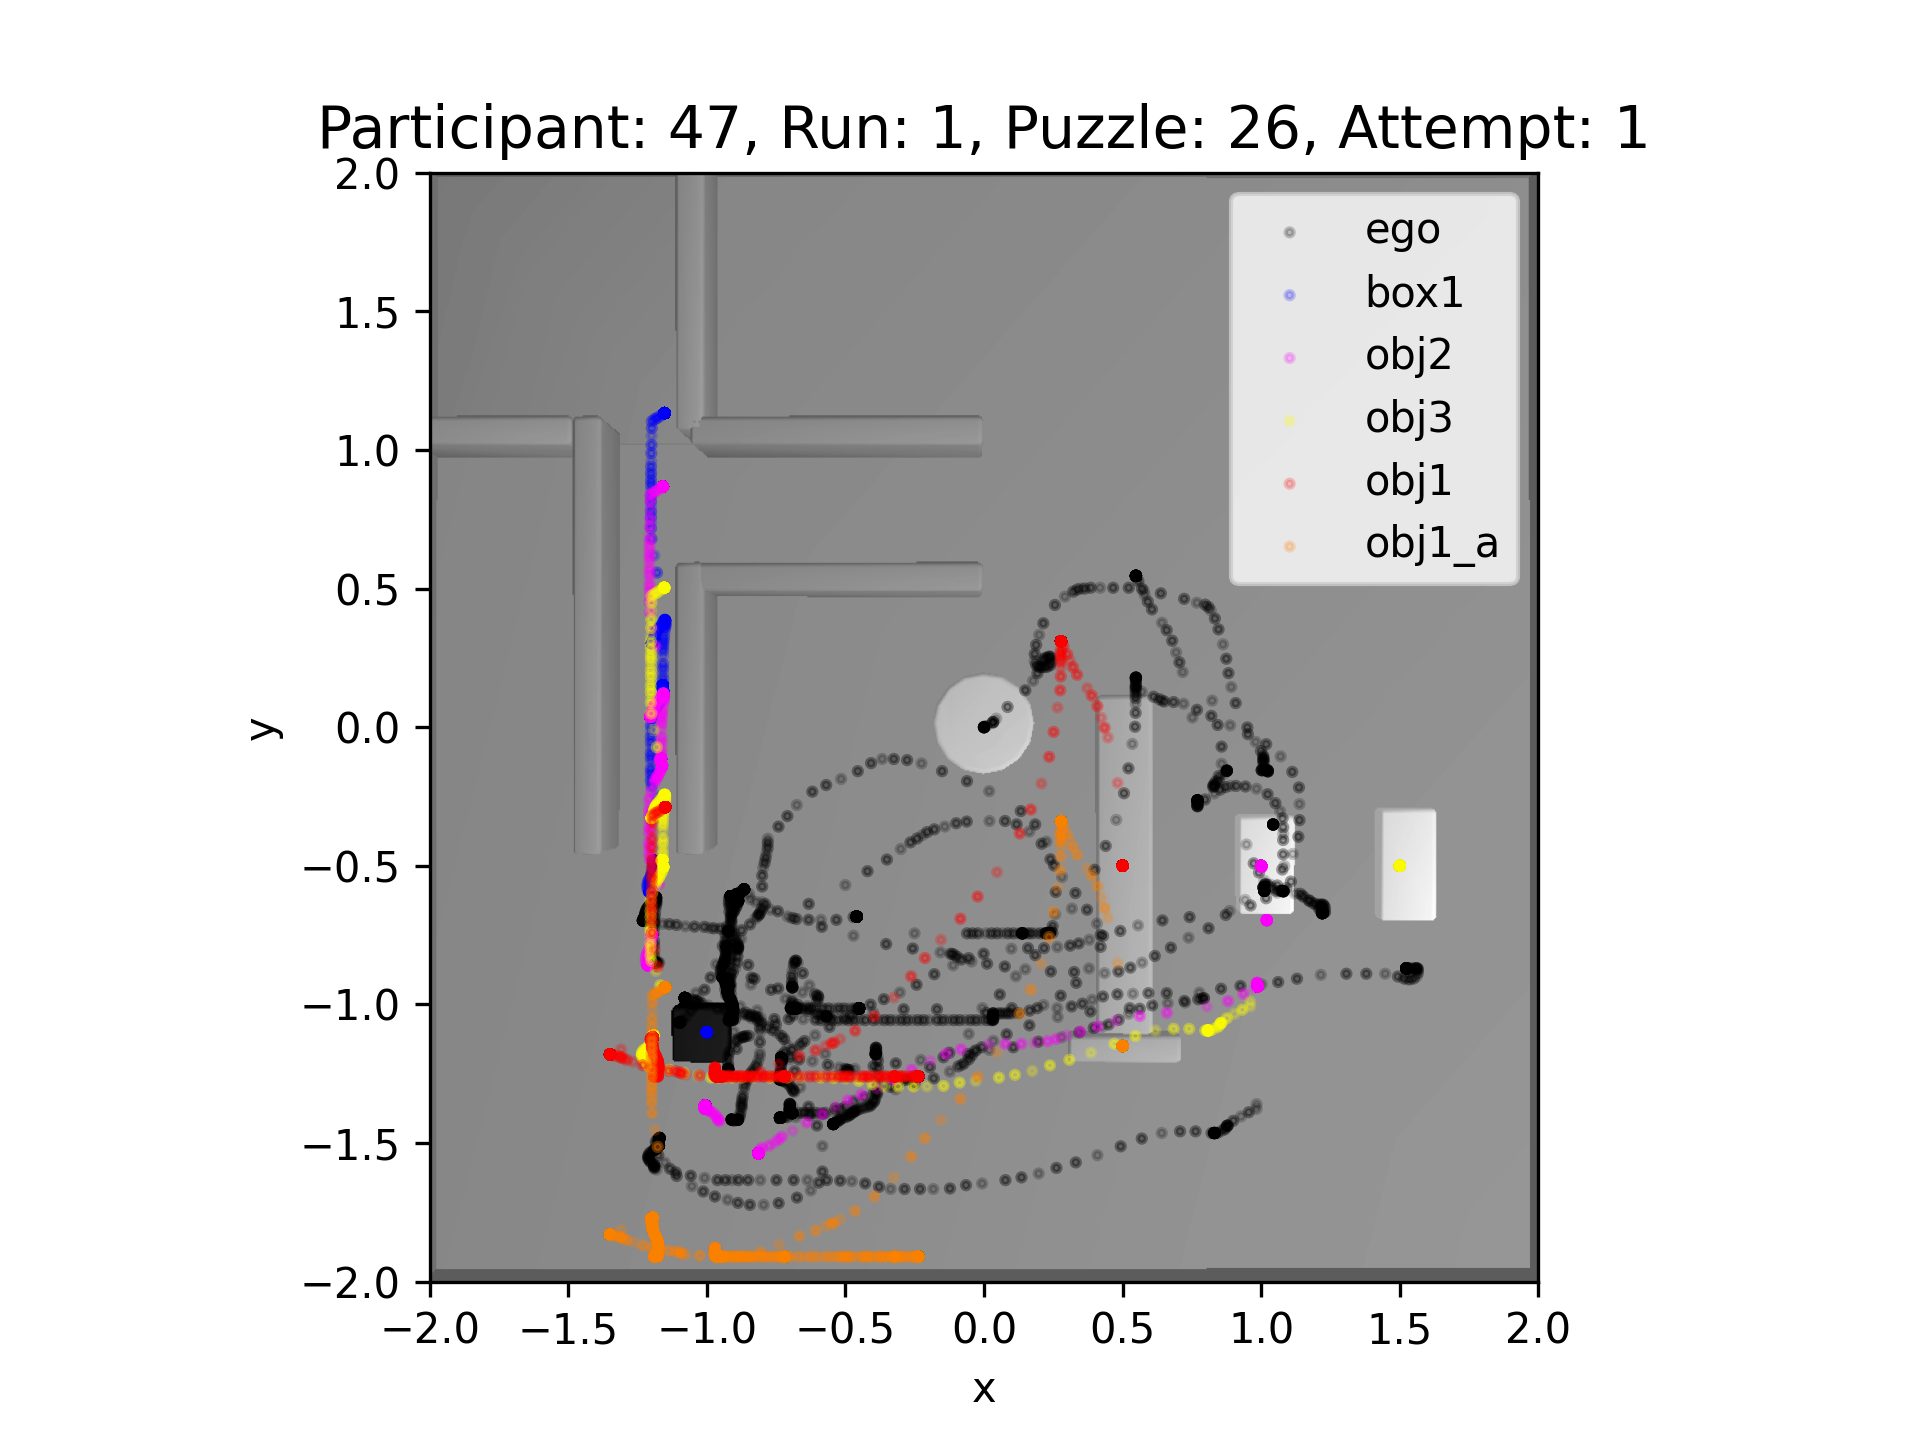 Participant: 47, Run: 1, Puzzle: 26, Attempt: 1
2.0
1.5
1.0
0.5
0.0
−0.5
−1.0
−1.5
−2.0
y
ego
box1
obj2
obj3
obj1
obj1_a
−2.0 −1.5 −1.0 −0.5 0.0 0.5 1.0 1.5 2.0
x